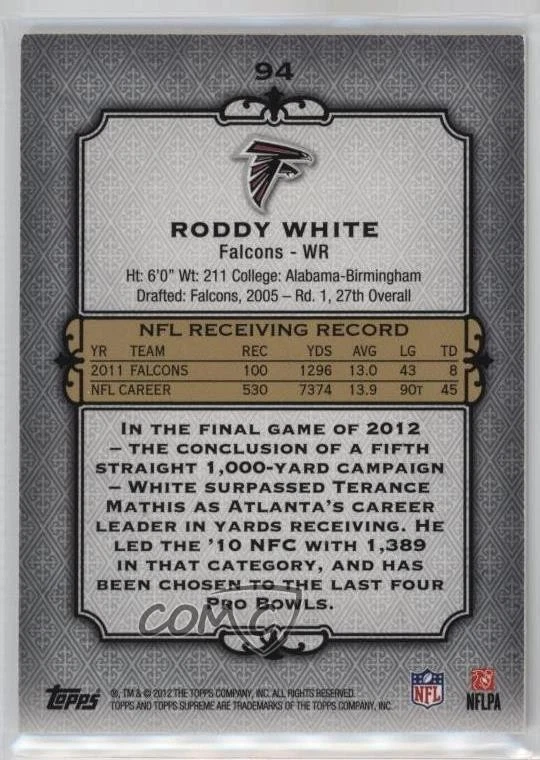 94
RODDY WHITE
Falcons - WR
Ht: 6'0" Wt: 211 College: Alabama-Birmingham
Drafted: Falcons, 2005 – Rd. 1, 27th Overall
NFL RECEIVING RECORD
YR TEAM REC YDS AVG LG TD
2011 FALCONS 100 1296 13.0 43 8
NFL CAREER 530 7374 13.9 90T 45
IN THE FINAL GAME OF 2012
– THE CONCLUSION OF A FIFTH
STRAIGHT 1,000-YARD CAMPAIGN
– WHITE SURPASSED TERANCE
MATHIS AS ATLANTA'S CAREER
LEADER IN YARDS RECEIVING. HE
LED THE '10 NFC WITH 1,389
IN THAT CATEGORY, AND HAS
BEEN CHOSEN TO THE LAST FOUR
PRO BOWLS.
COMC
Topps
®, TM & © 2012 THE TOPPS COMPANY, INC. ALL RIGHTS RESERVED.
TOPPS AND TOPPS SUPREME ARE TRADEMARKS OF THE TOPPS COMPANY, INC.
NFL
NFLPA